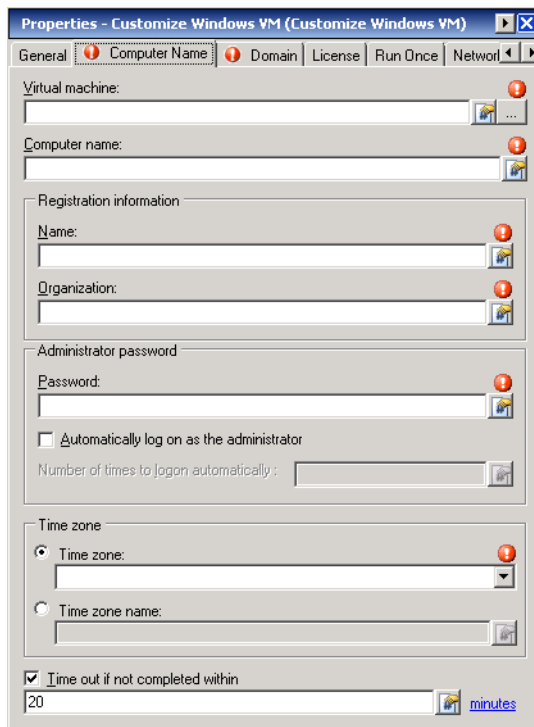 Properties - Customize Windows VM (Customize Windows VM)
General Computer Name Domain License Run Once
Virtual machine:
...
Computer name:
Registration information
Name:
Organization:
Administrator password
Password:
Automatically log on as the administrator
Number of times to logon automatically :
Time zone
Time zone:
Time zone name:
Time out if not completed within
20
minutes